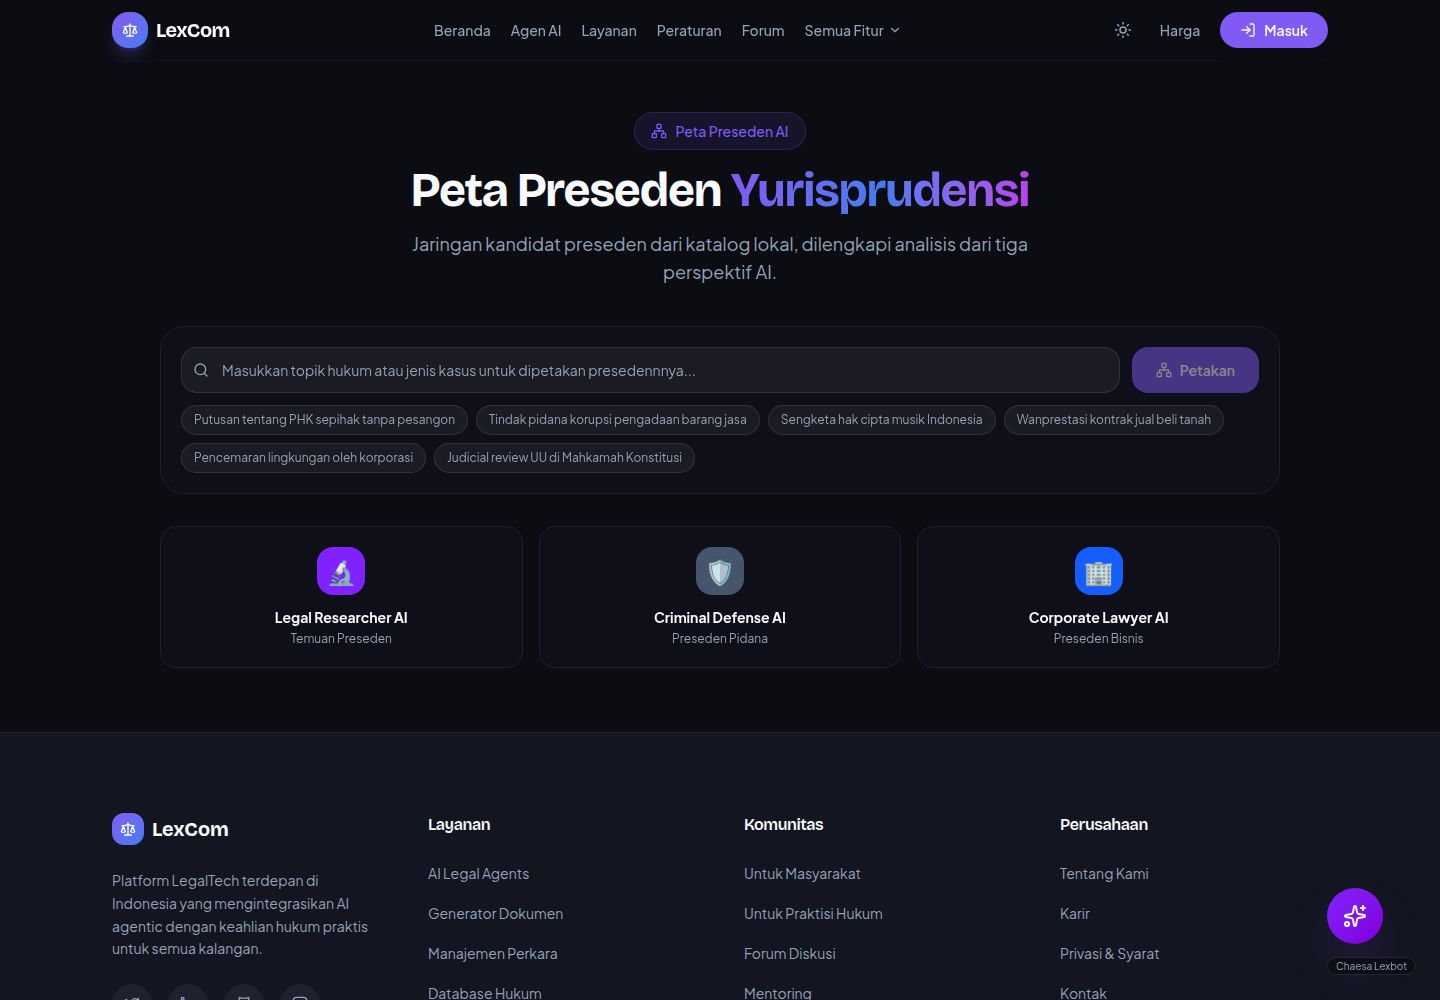 LexCom
Beranda
Agen AI
Layanan
Peraturan
Forum
Semua Fitur
Harga
Masuk
Peta Preseden AI
Peta Preseden Yurisprudensi
Jaringan kandidat preseden dari katalog lokal, dilengkapi analisis dari tiga
perspektif AI.
Masukkan topik hukum atau jenis kasus untuk dipetakan presedennnya...
Petakan
Putusan tentang PHK sepihak tanpa pesangon
Tindak pidana korupsi pengadaan barang jasa
Sengketa hak cipta musik Indonesia
Wanprestasi kontrak jual beli tanah
Pencemaran lingkungan oleh korporasi
Judicial review UU di Mahkamah Konstitusi
Legal Researcher AI
Temuan Preseden
Criminal Defense AI
Preseden Pidana
Corporate Lawyer AI
Preseden Bisnis
LexCom
Platform LegalTech terdepan di
Indonesia yang mengintegrasikan AI
agentic dengan keahlian hukum praktis
untuk semua kalangan.
Layanan
AI Legal Agents
Generator Dokumen
Manajemen Perkara
Database Hukum
Komunitas
Untuk Masyarakat
Untuk Praktisi Hukum
Forum Diskusi
Mentoring
Perusahaan
Tentang Kami
Karir
Privasi & Syarat
Kontak
Chaesa Lexbot